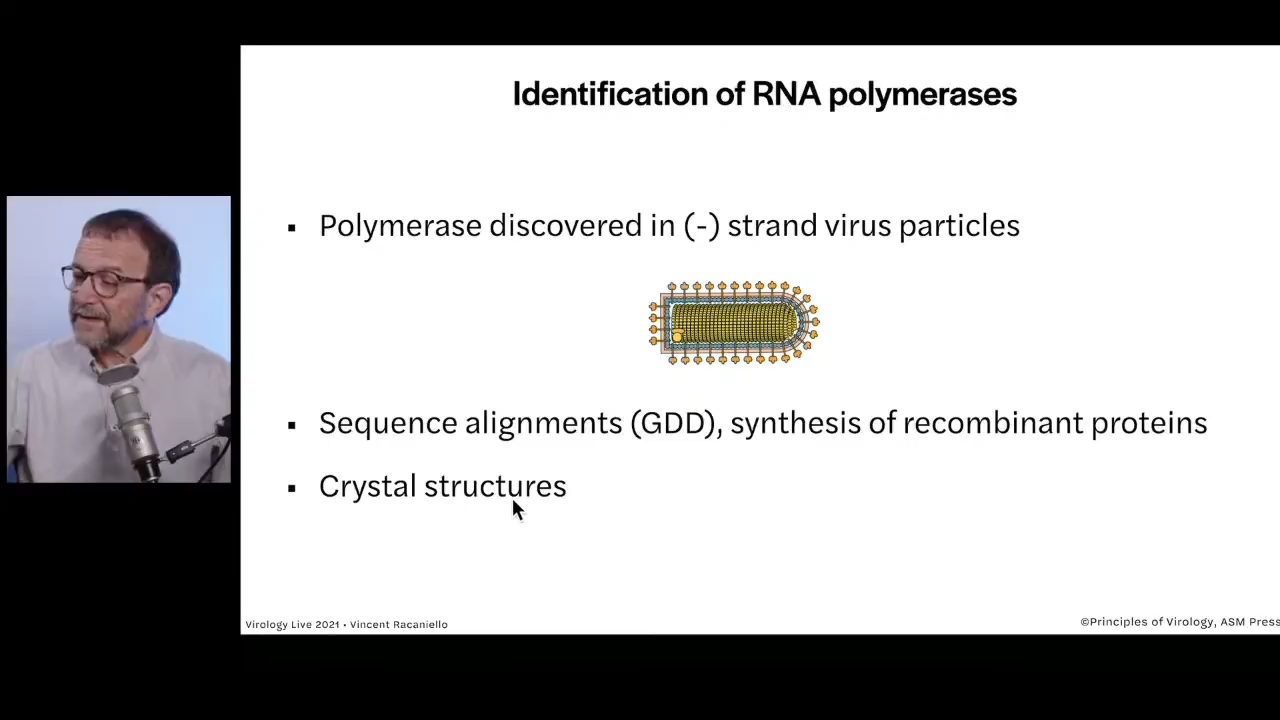 Identification of RNA polymerases
▪ Polymerase discovered in (-) strand virus particles
▪ Sequence alignments (GDD), synthesis of recombinant proteins
▪ Crystal structures
Virology Live 2021 • Vincent Racaniello
©Principles of Virology, ASM Press